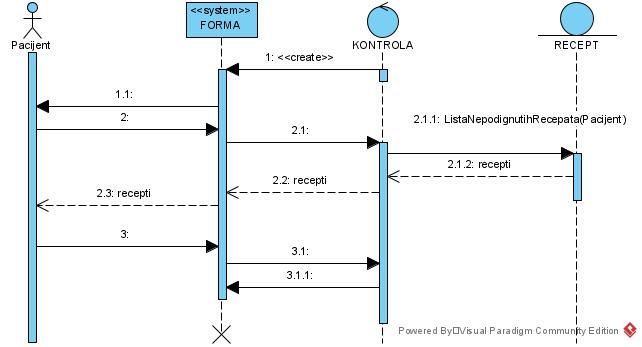 <<system>>
FORMA
Pacijent
KONTROLA
RECEPT
1: <<create>>
1.1:
2:
2.1:
2.1.1: ListaNepodignutihRecepata(Pacijent)
2.1.2: recepti
2.2: recepti
2.3: recepti
3:
3.1:
3.1.1:
Powered By Visual Paradigm Community Edition